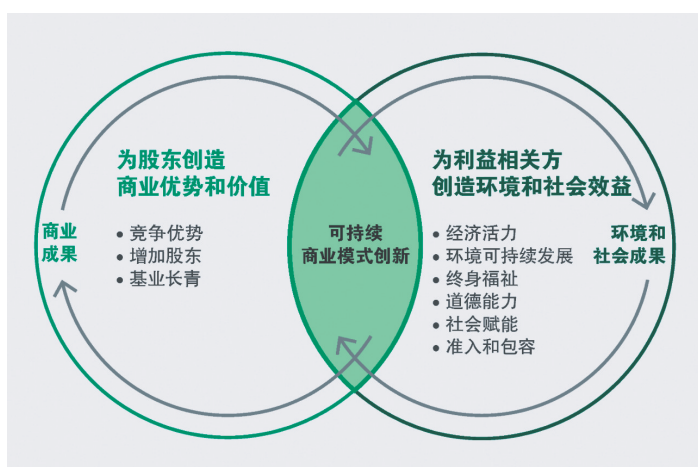 为股东创造
商业优势和价值
• 竞争优势
• 增加股东
• 基业长青
商业
成果
可持续
商业模式创新
为利益相关方
创造环境和社会效益
• 经济活力
• 环境可持续发展
• 终身福祉
• 道德能力
• 社会赋能
• 准入和包容
环境和
社会成果